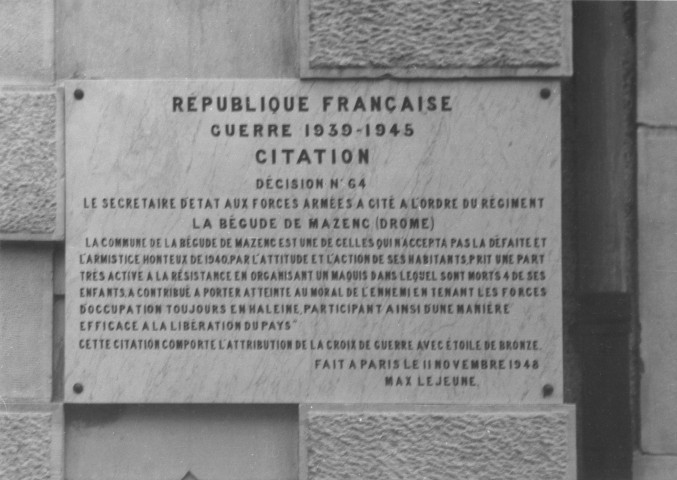 RÉPUBLIQUE FRANÇAISE
GUERRE 1939-1945
CITATION
DÉCISION N° 64
LE SECRETAIRE D'ETAT AUX FORCES ARMÉES A CITÉ A L'ORDRE DU RÉGIMENT
LA BÉGUDE DE MAZENC (DROME)
LA COMMUNE DE LA BÉGUDE DE MAZENC EST UNE DE CELLES QUI N'ACCEPTA PAS LA DÉFAITE ET
L'ARMISTICE HONTEUX DE 1940, PAR L'ATTITUDE ET L'ACTION DE SES HABITANTS, PRIT UNE PART
TRÈS ACTIVE A LA RÉSISTANCE EN ORGANISANT UN MAQUIS DANS LEQUEL SONT MORTS 4 DE SES
ENFANTS, A CONTRIBUÉ A PORTER ATTEINTE AU MORAL DE L'ENNEMI EN TENANT LES FORCES
D'OCCUPATION TOUJOURS EN HALEINE, PARTICIPANT AINSI D'UNE MANIÈRE
EFFICACE A LA LIBÉRATION DU PAYS"
CETTE CITATION COMPORTE L'ATTRIBUTION DE LA CROIX DE GUERRE AVEC ÉTOILE DE BRONZE.
FAIT A PARIS LE 11 NOVEMBRE 1948
MAX LEJEUNE.